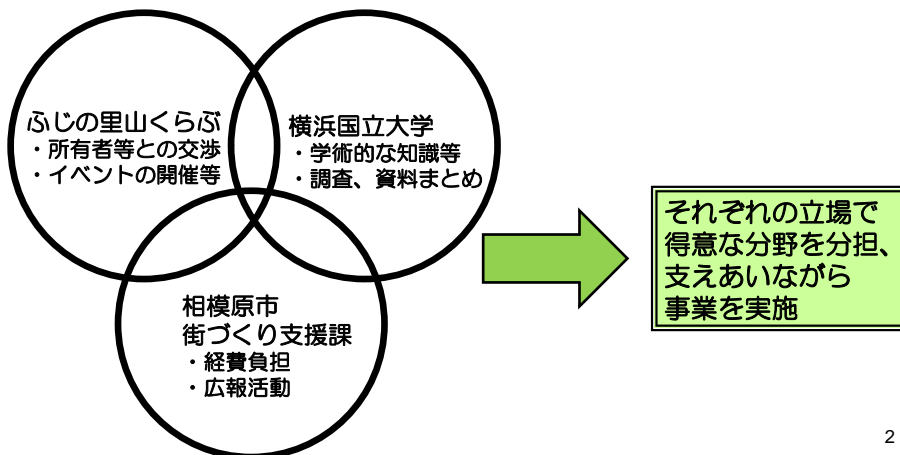 ふじの里山くらぶ
・所有者等との交渉
・イベントの開催等
横浜国立大学
・学術的な知識等
・調査、資料まとめ
相模原市
街づくり支援課
・経費負担
・広報活動
それぞれの立場で
得意な分野を分担、
支えあいながら
事業を実施
2